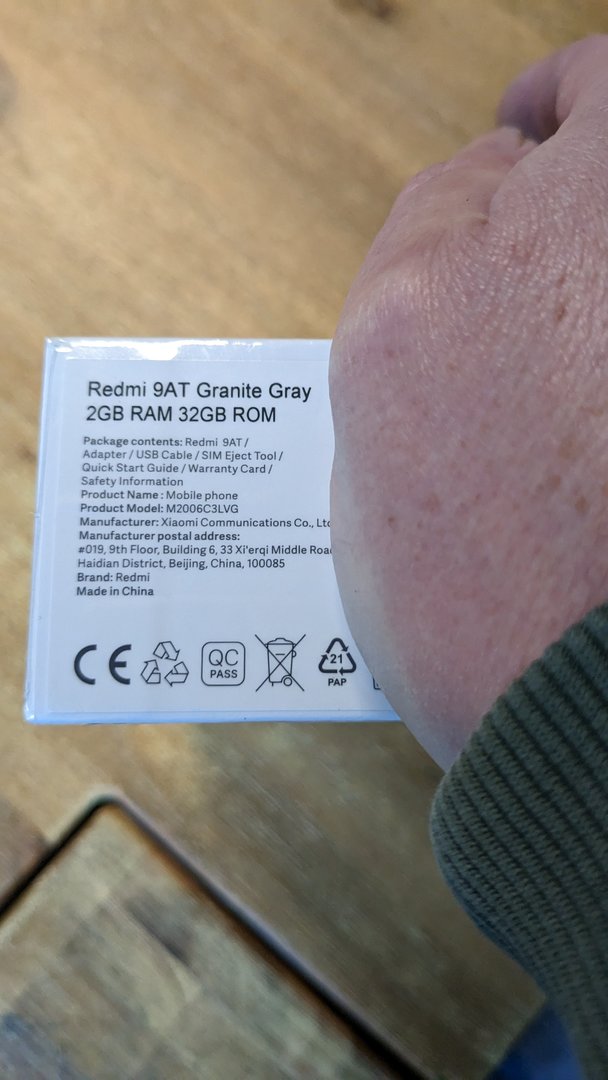 Redmi 9AT Granite Gray
2GB RAM 32GB ROM
Package contents: Redmi 9AT /
Adapter / USB Cable / SIM Eject Tool /
Quick Start Guide / Warranty Card /
Safety Information
Product Name : Mobile phone
Product Model: M2006C3LVG
Manufacturer: Xiaomi Communications Co., Ltd
Manufacturer postal address:
#019, 9th Floor, Building 6, 33 Xi'erqi Middle Road
Haidian District, Beijing, China, 100085
Brand: Redmi
Made in China
CE
QC
PASS
21
PAP